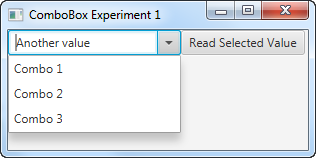 ComboBox Experiment 1
Another value Read Selected Value
Combo 1
Combo 2
Combo 3